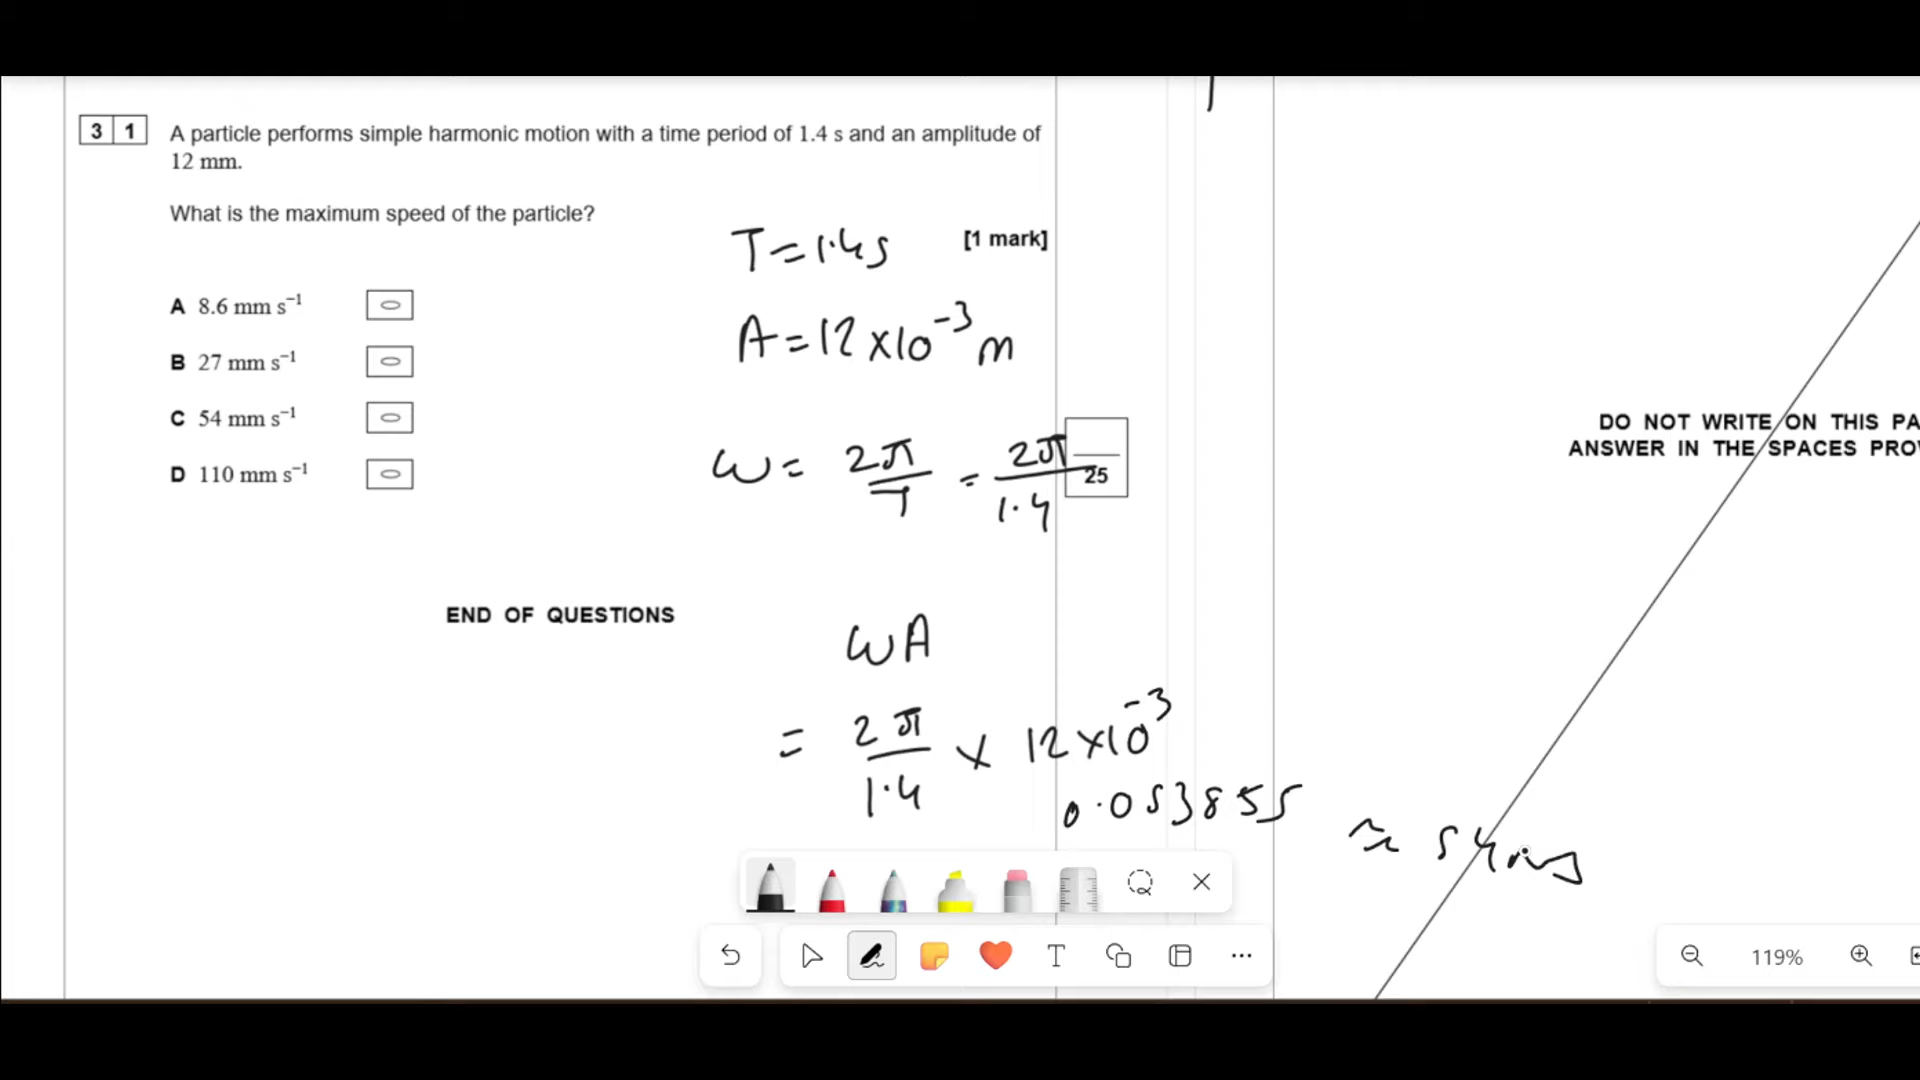 3 1 A particle performs simple harmonic motion with a time period of 1.4 s and an amplitude of
12 mm.
What is the maximum speed of the particle?
[1 mark]
T = 1.4 s
A 8.6 mm s⁻¹
A = 12 × 10⁻³ m
B 27 mm s⁻¹
C 54 mm s⁻¹
D 110 mm s⁻¹
ω = 2π/T = 2π/1.4
25
DO NOT WRITE ON THIS PA
ANSWER IN THE SPACES PRO
END OF QUESTIONS
ωA
= 2π/1.4 × 12 × 10⁻³
0.053855
≈ 54
T
119%